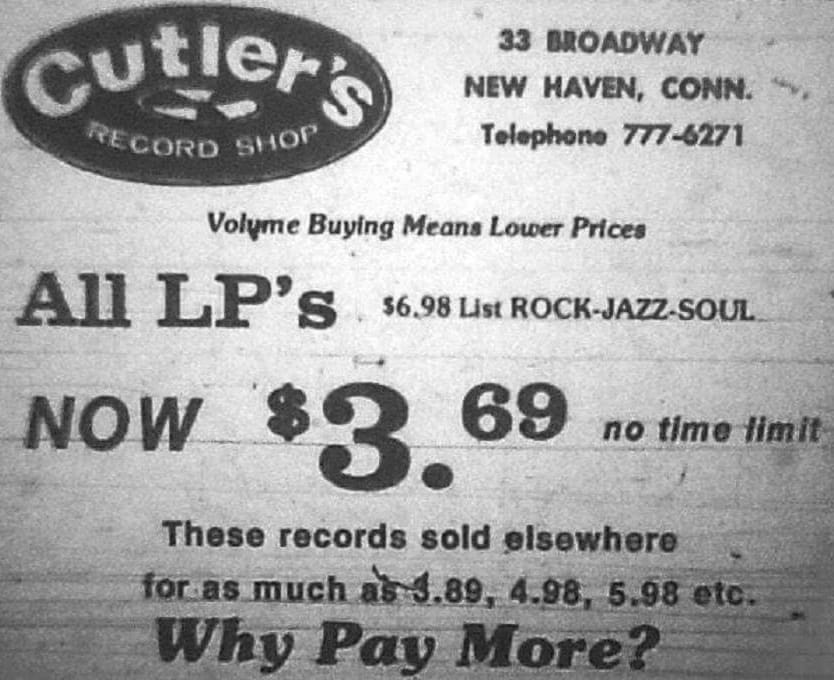 Cutler's
RECORD SHOP
33 BROADWAY
NEW HAVEN, CONN.
Telephone 777-6271
Volume Buying Means Lower Prices
All LP's $6.98 List ROCK-JAZZ-SOUL
NOW $3.69 no time limit
These records sold elsewhere
for as much as 3.89, 4.98, 5.98 etc.
Why Pay More?